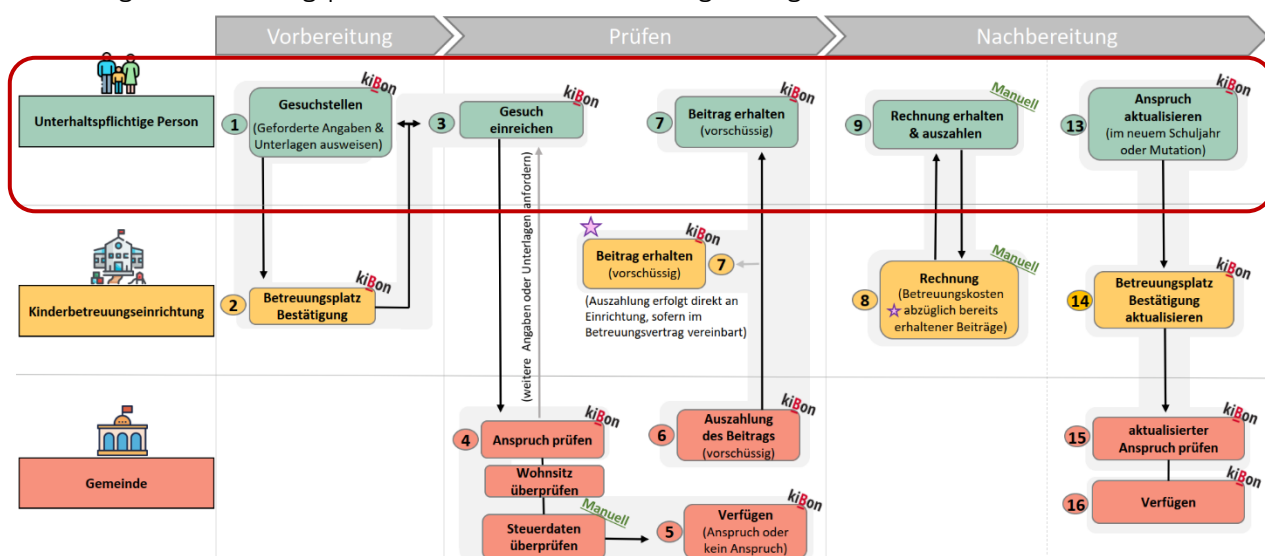 Vorbereitung
Prüfen
Nachbereitung
Unterhaltspflichtige Person
kiBon
1
Gesuchstellen
(Geforderte Angaben &
Unterlagen ausweisen)
kiBon
3
Gesuch
einreichen
kiBon
7
Beitrag erhalten
(vorschüssig)
Manuell
9
Rechnung erhalten
& auszahlen
kiBon
13
Anspruch
aktualisieren
(im neuem Schuljahr
oder Mutation)
(weitere Angaben oder Unterlagen anfordern)
Kinderbetreuungseinrichtung
kiBon
2
Betreuungsplatz
Bestätigung
kiBon
Beitrag erhalten
(vorschüssig)
7
(Auszahlung erfolgt direkt an
Einrichtung, sofern im
Betreuungsvertrag vereinbart)
Manuell
8
Rechnung
(Betreuungskosten
abzüglich bereits
erhaltener Beiträge)
kiBon
14
Betreuungsplatz
Bestätigung
aktualisieren
Gemeinde
kiBon
4
Anspruch prüfen
Wohnsitz
überprüfen
Manuell
Steuerdaten
überprüfen
kiBon
6
Auszahlung
des Beitrags
(vorschüssig)
kiBon
5
Verfügen
(Anspruch oder
kein Anspruch)
kiBon
15
aktualisierter
Anspruch prüfen
kiBon
16
Verfügen